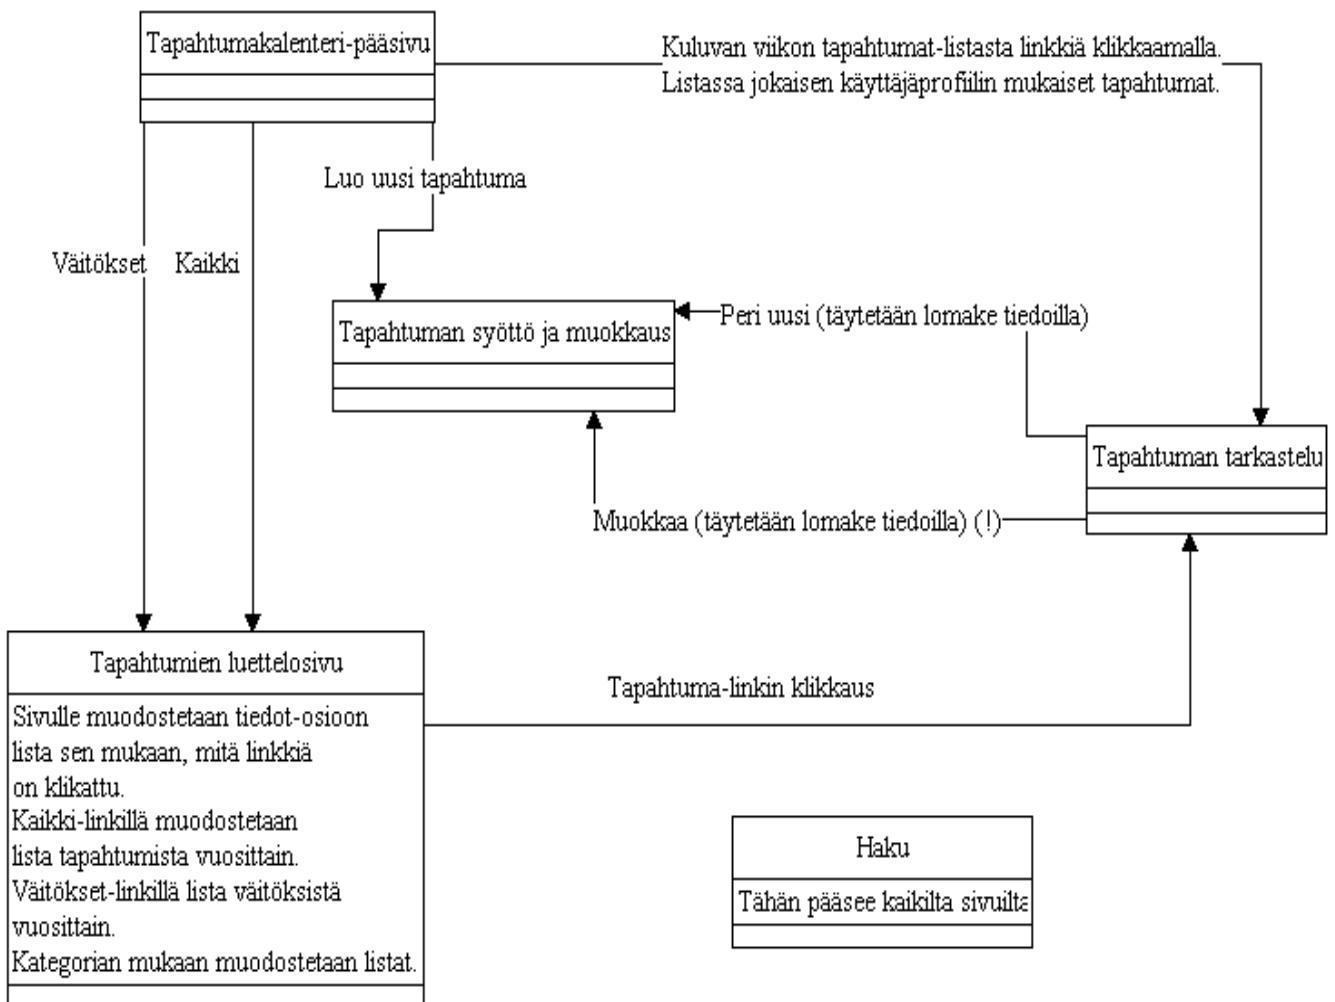 Tapahtumakalenteri-pääsivu
Kuluvan viikon tapahtumat-listasta linkkiä klikkaamalla.
Listassa jokaisen käyttäjäprofiilin mukaiset tapahtumat.
Luo uusi tapahtuma
Väitökset
Kaikki
Tapahtuman syöttö ja muokkaus
Peri uusi (täytetään lomake tiedoilla)
Tapahtuman tarkastelu
Muokkaa (täytetään lomake tiedoilla) (!)
Tapahtumien luettelosivu
Sivulle muodostetaan tiedot-osioon
lista sen mukaan, mitä linkkiä
on klikattu.
Kaikki-linkillä muodostetaan
lista tapahtumista vuosittain.
Väitökset-linkillä lista väitöksistä
vuosittain.
Kategorian mukaan muodostetaan listat.
Tapahtuma-linkin klikkaus
Haku
Tähän pääsee kaikilta sivuilta